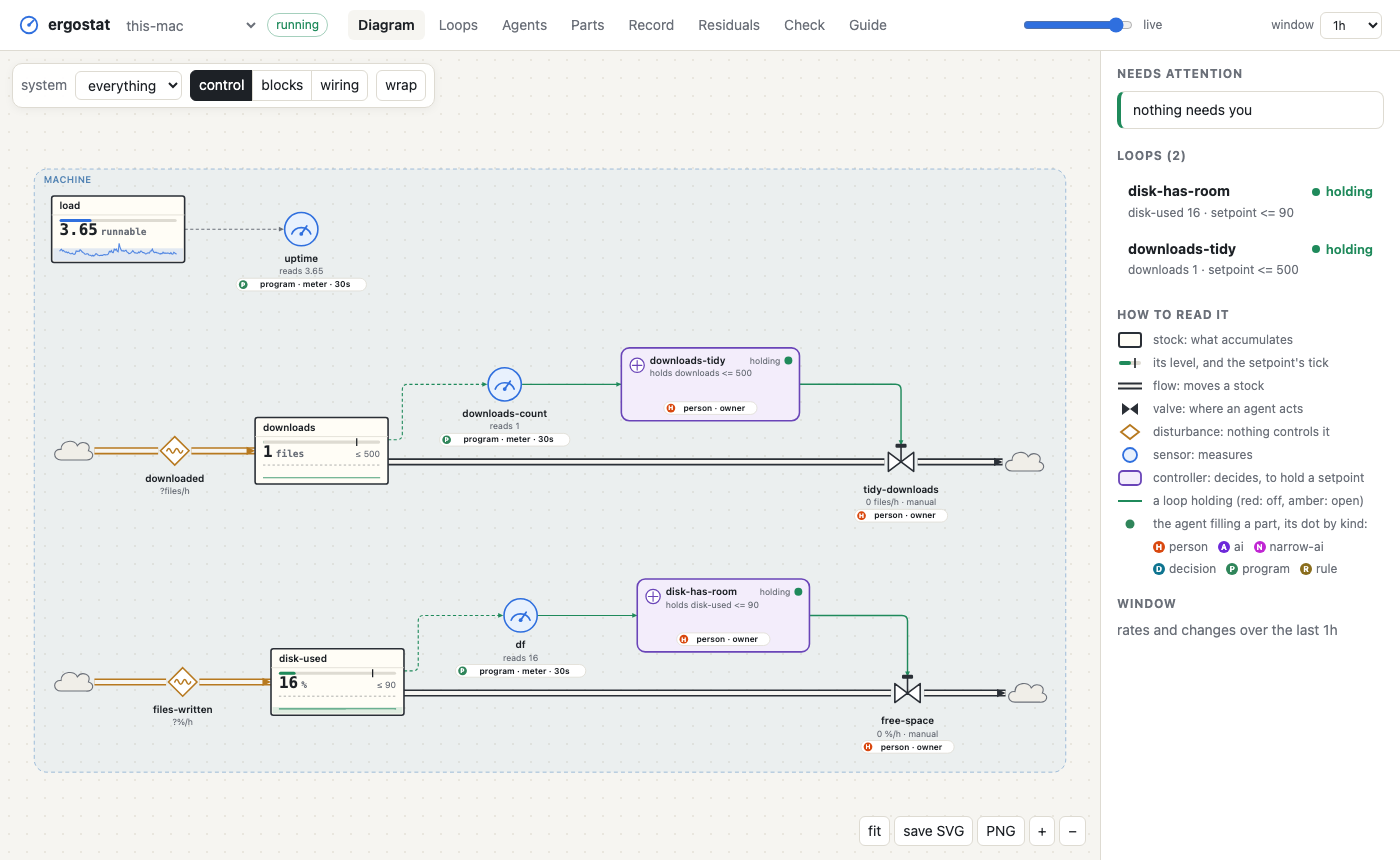 ergostat this-mac running Diagram Loops Agents Parts Record Residuals Check Guide live window 1h
system everything control blocks wiring wrap
MACHINE
load
3.65 runnable
uptime
reads 3.65
P program · meter · 30s
downloads-tidy holding
holds downloads <= 500
H person · owner
downloads-count
reads 1
P program · meter · 30s
downloads
1 files ≤ 500
downloaded
?files/h
tidy-downloads
0 files/h · manual
H person · owner
disk-has-room holding
holds disk-used <= 90
H person · owner
df
reads 16
P program · meter · 30s
disk-used
16 % ≤ 90
files-written
?%/h
free-space
0 %/h · manual
H person · owner
fit save SVG PNG + −
NEEDS ATTENTION
nothing needs you
LOOPS (2)
disk-has-room holding
disk-used 16 · setpoint <= 90
downloads-tidy holding
downloads 1 · setpoint <= 500
HOW TO READ IT
stock: what accumulates
its level, and the setpoint's tick
flow: moves a stock
valve: where an agent acts
disturbance: nothing controls it
sensor: measures
controller: decides, to hold a setpoint
a loop holding (red: off, amber: open)
the agent filling a part, its dot by kind:
H person A ai N narrow-ai
D decision P program R rule
WINDOW
rates and changes over the last 1h